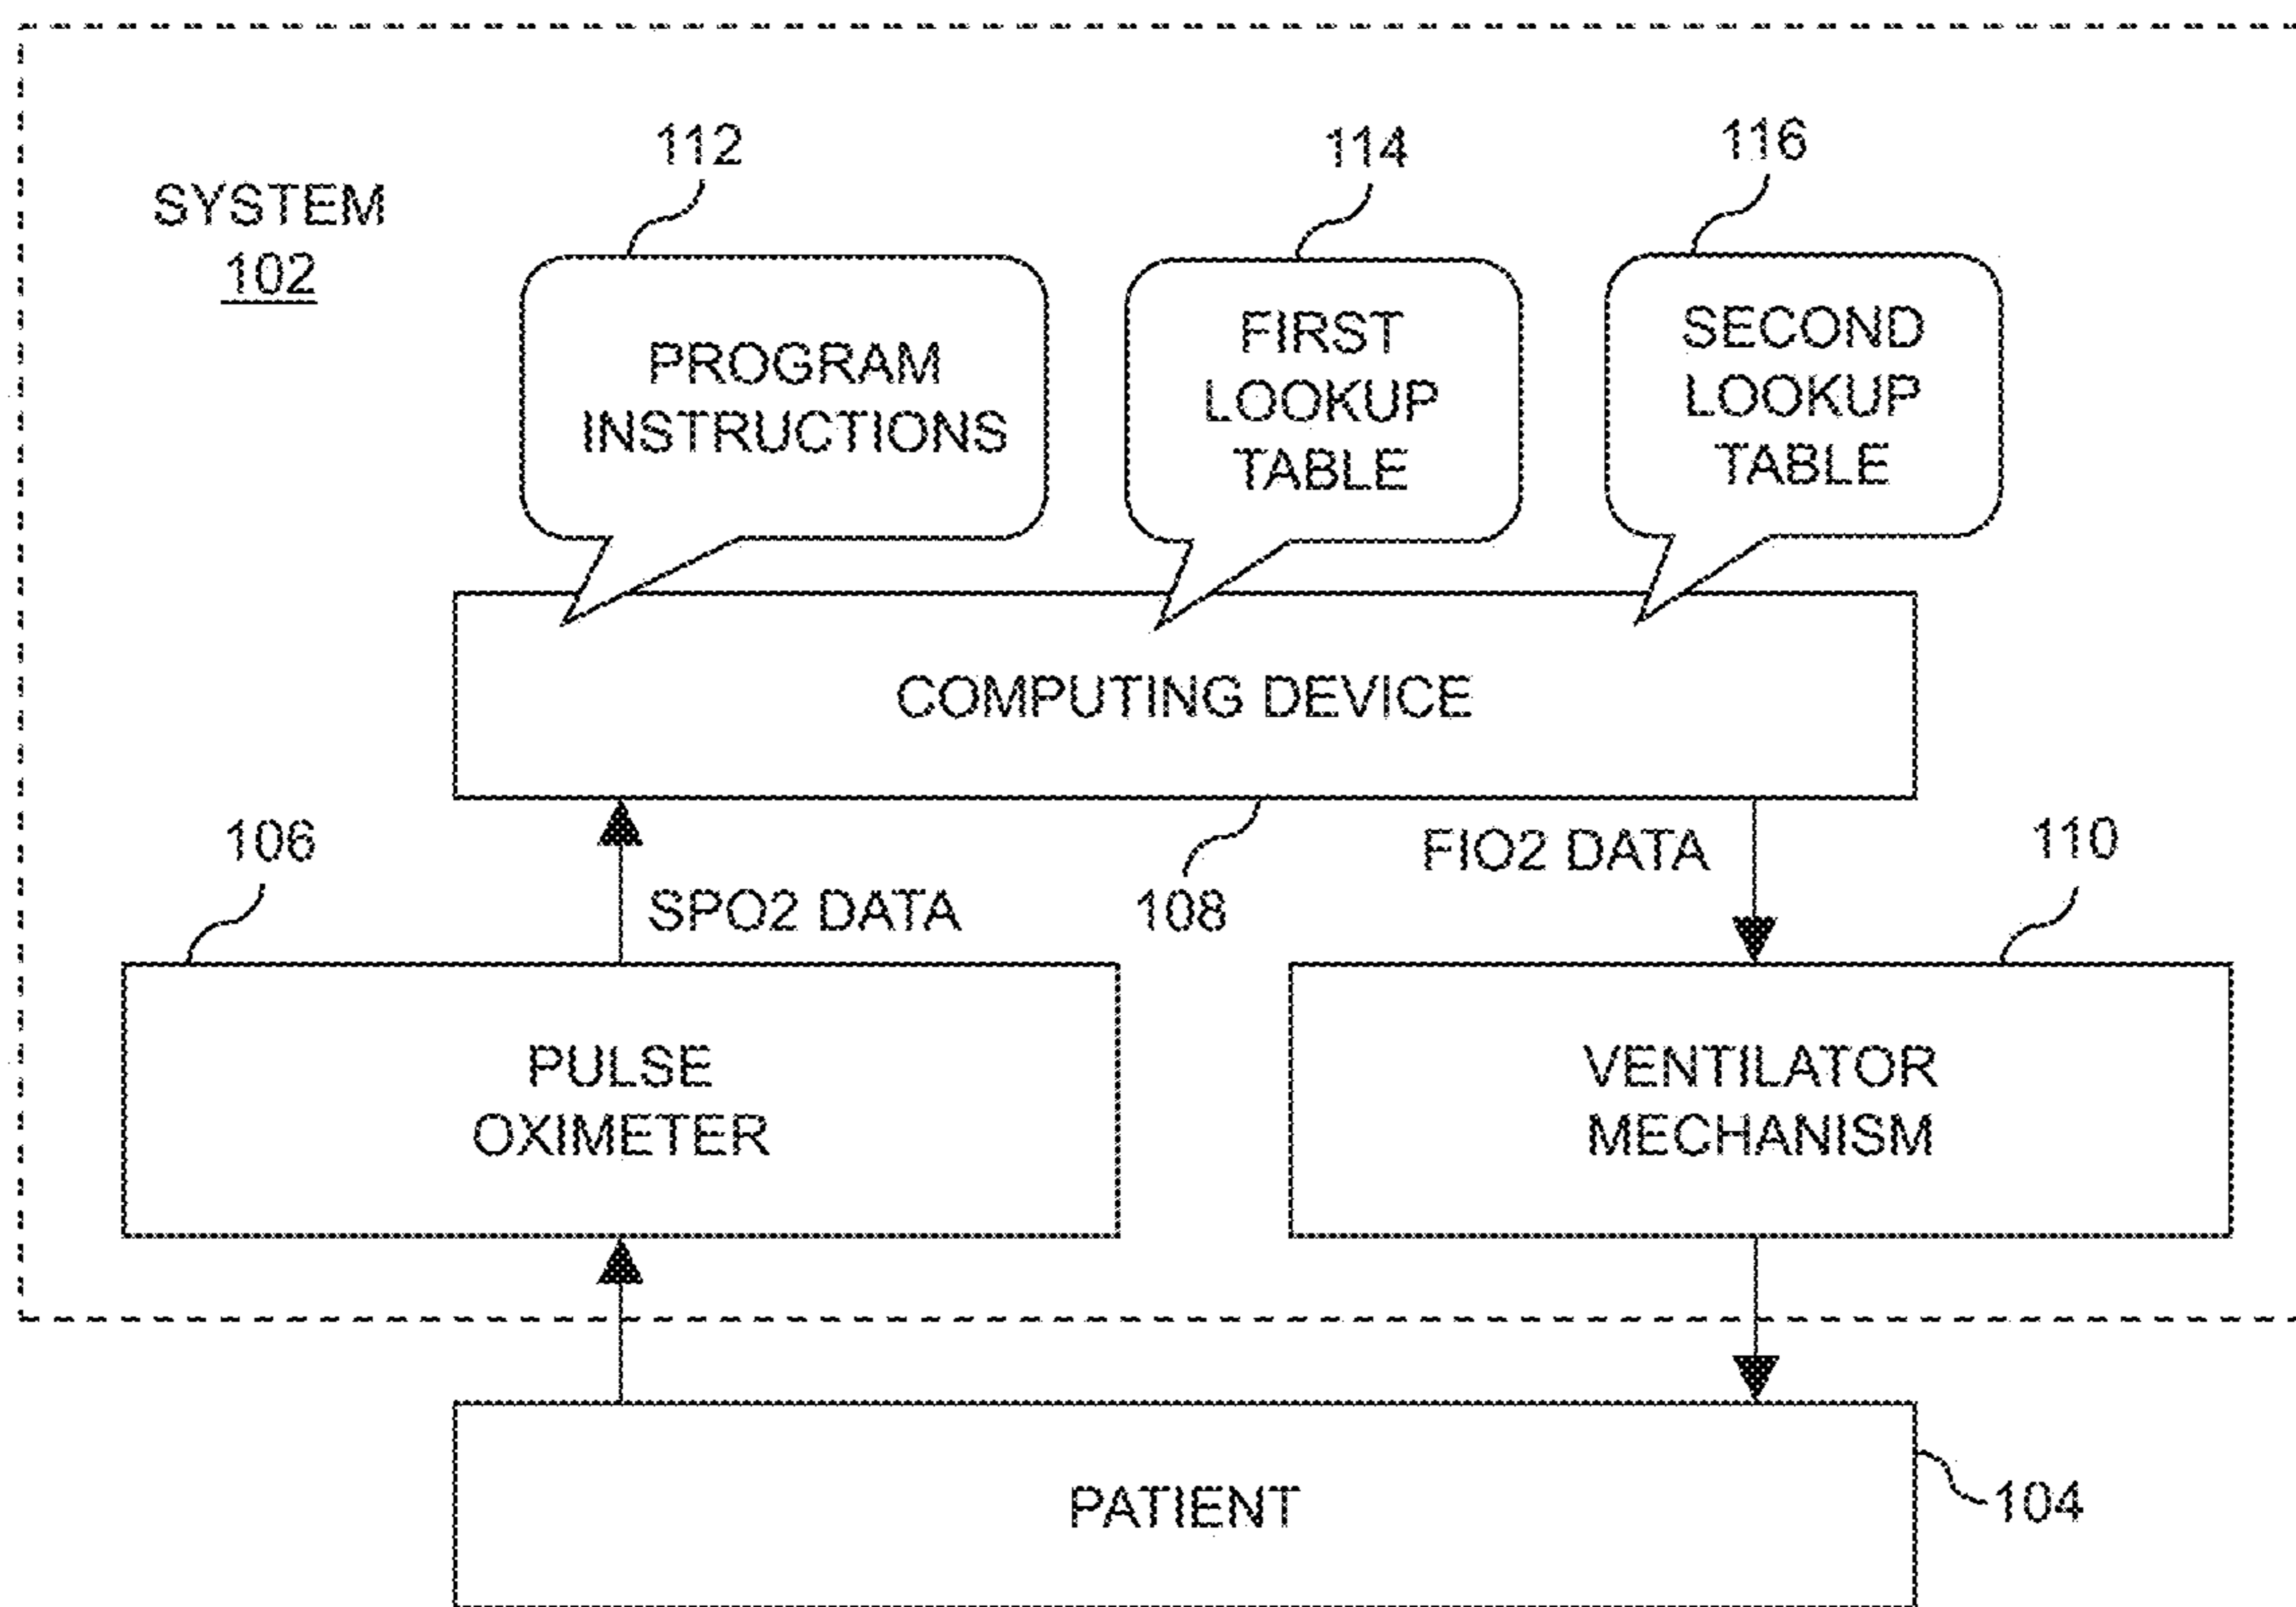 112
114
116
SYSTEM
102
PROGRAM
INSTRUCTIONS
FIRST
LOOKUP
TABLE
SECOND
LOOKUP
TABLE
COMPUTING DEVICE
106
SPO2 DATA
108
FIO2 DATA
110
PULSE
OXIMETER
VENTILATOR
MECHANISM
PATIENT
104